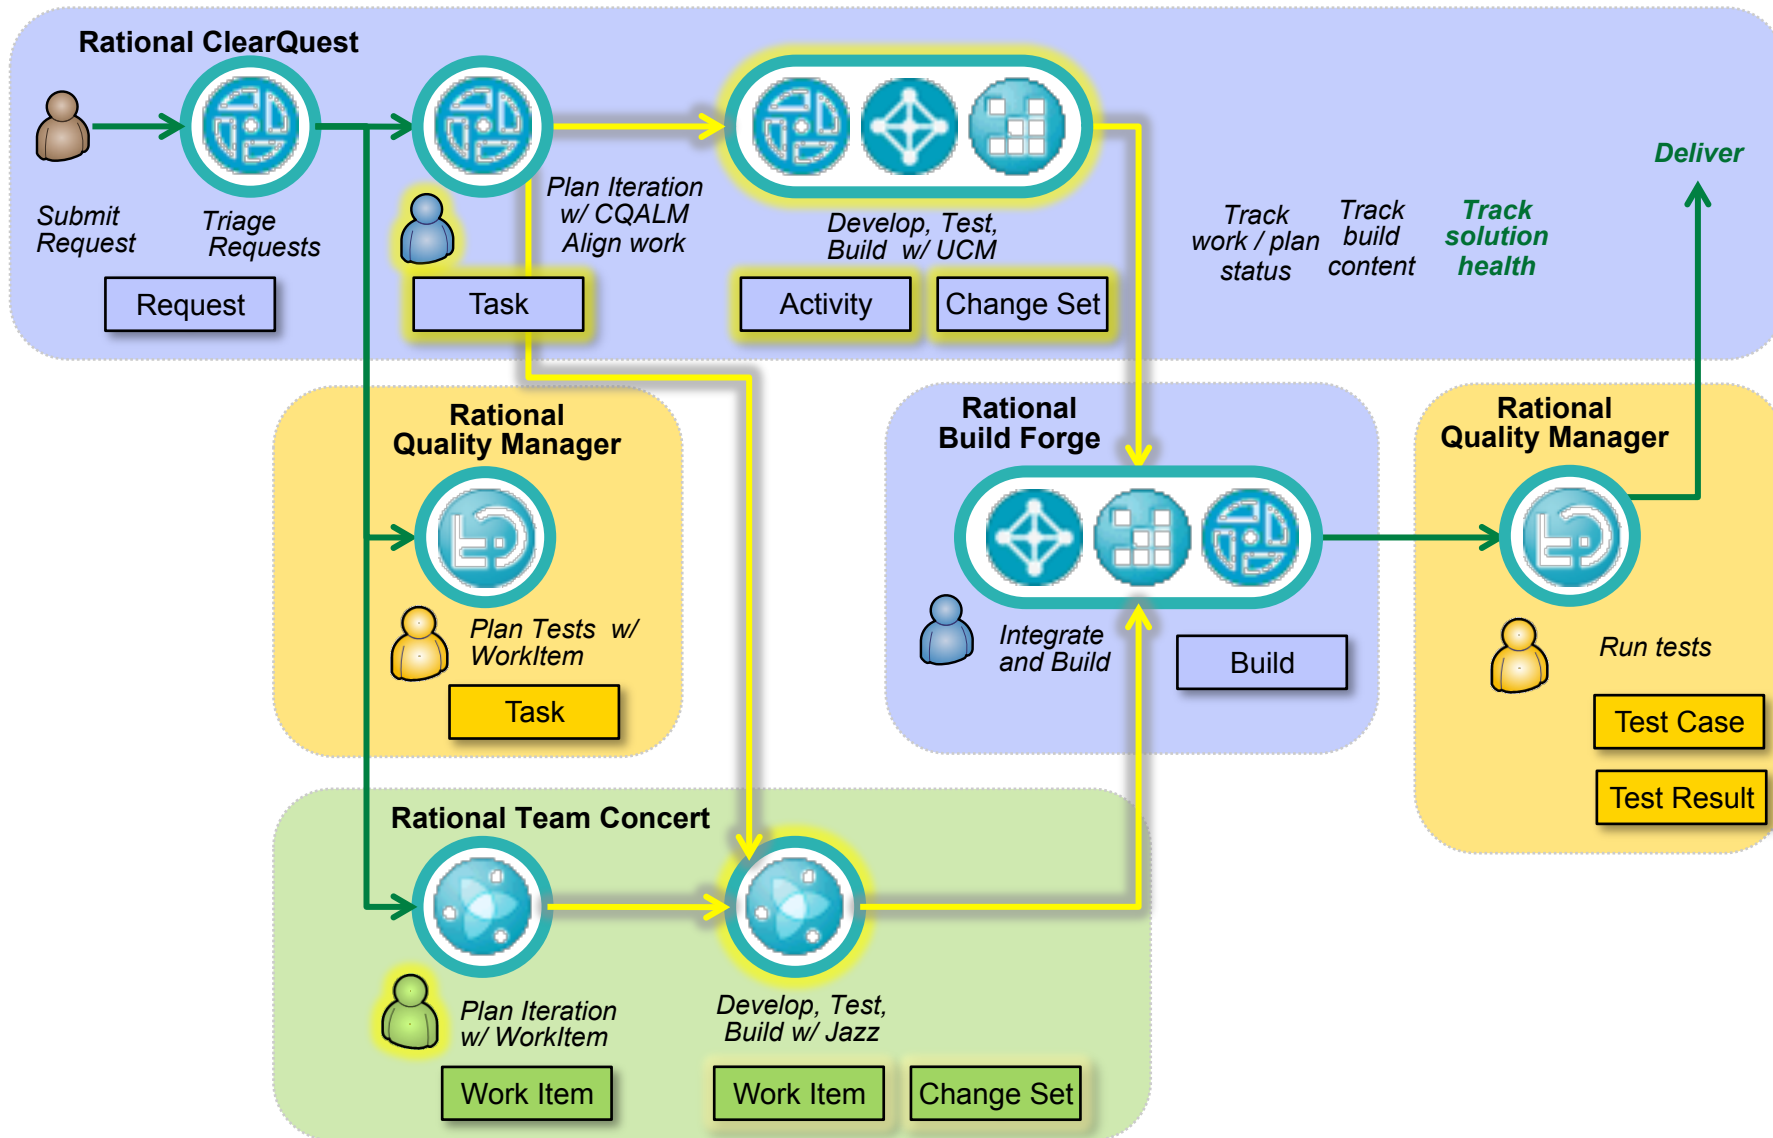 Rational ClearQuest
Submit
Request
Triage
Requests
Request
Plan Iteration
w/ CQALM
Align work
Task
Develop, Test,
Build w/ UCM
Activity
Change Set
Track
work / plan
status
Track
build
content
Track
solution
health
Deliver
Rational
Quality Manager
Plan Tests w/
WorkItem
Task
Rational
Build Forge
Integrate
and Build
Build
Rational
Quality Manager
Run tests
Test Case
Test Result
Rational Team Concert
Plan Iteration
w/ WorkItem
Work Item
Develop, Test,
Build w/ Jazz
Work Item
Change Set